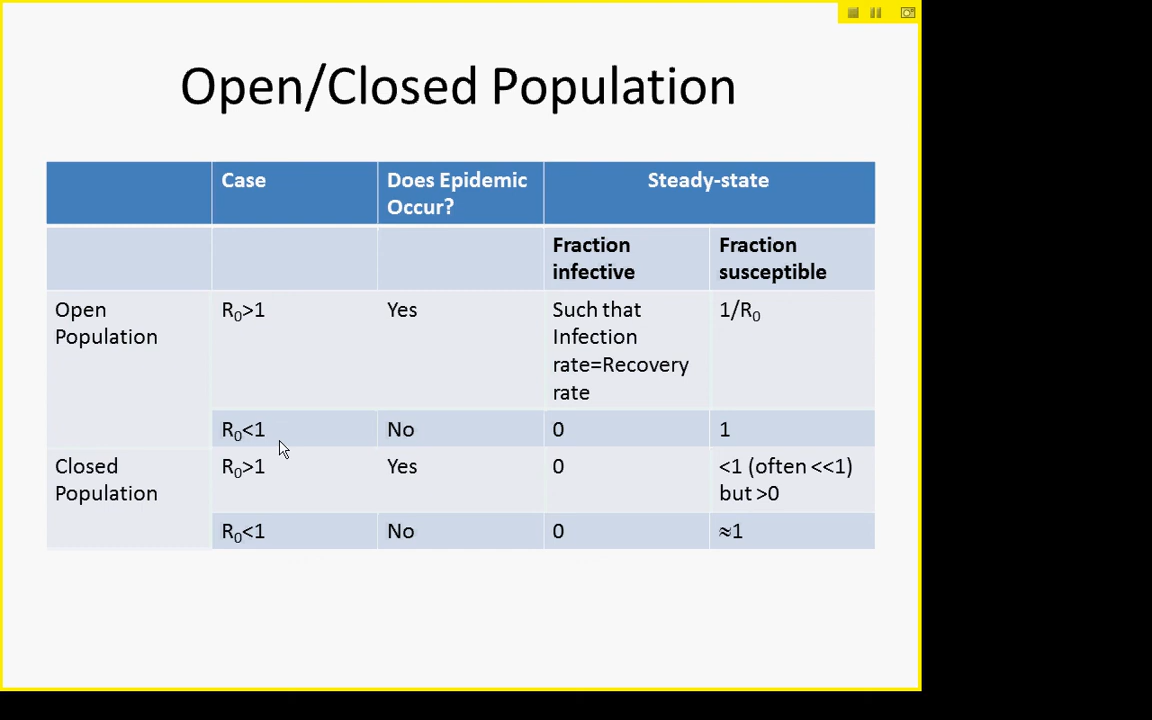 Open/Closed Population
Case
Does Epidemic
Occur?
Steady-state
Fraction
infective
Fraction
susceptible
Open
Population
R₀>1
Yes
Such that
Infection
rate=Recovery
rate
1/R₀
R₀<1
No
0
1
Closed
Population
R₀>1
Yes
0
<1 (often <<1)
but >0
R₀<1
No
0
≈1